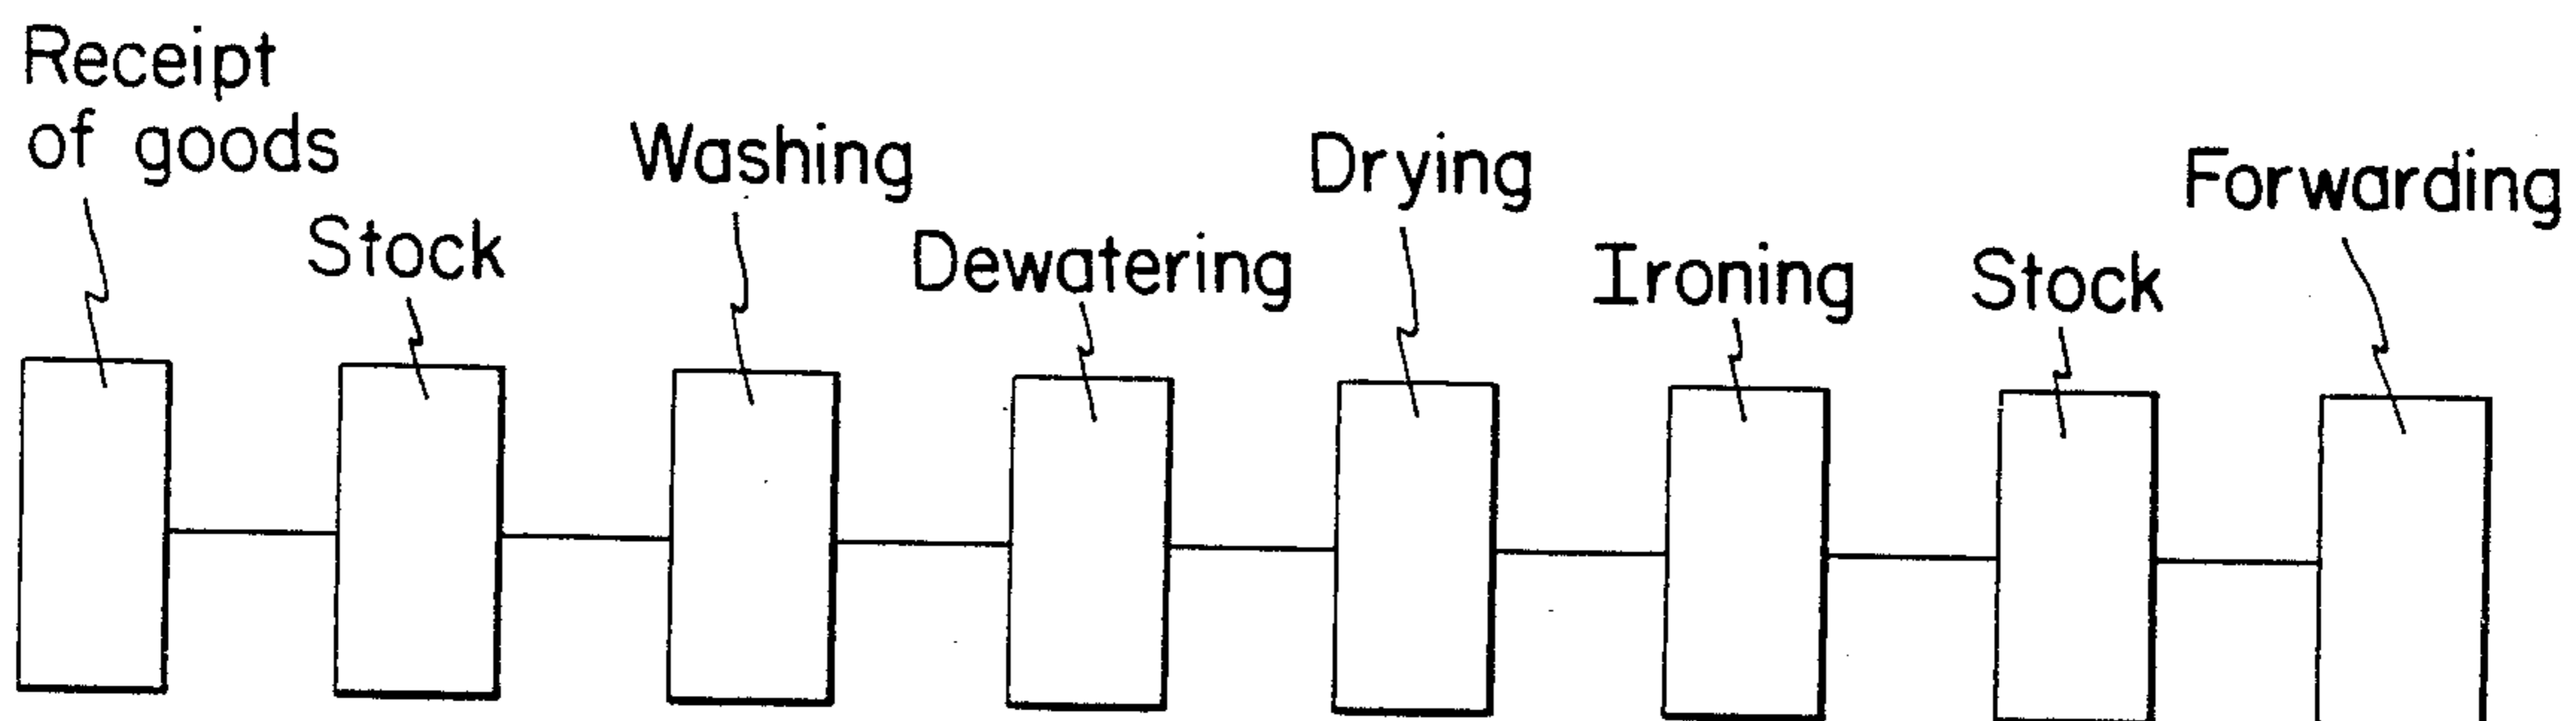 Receipt
of goods
Stock
Washing
Dewatering
Drying
Ironing
Stock
Forwarding